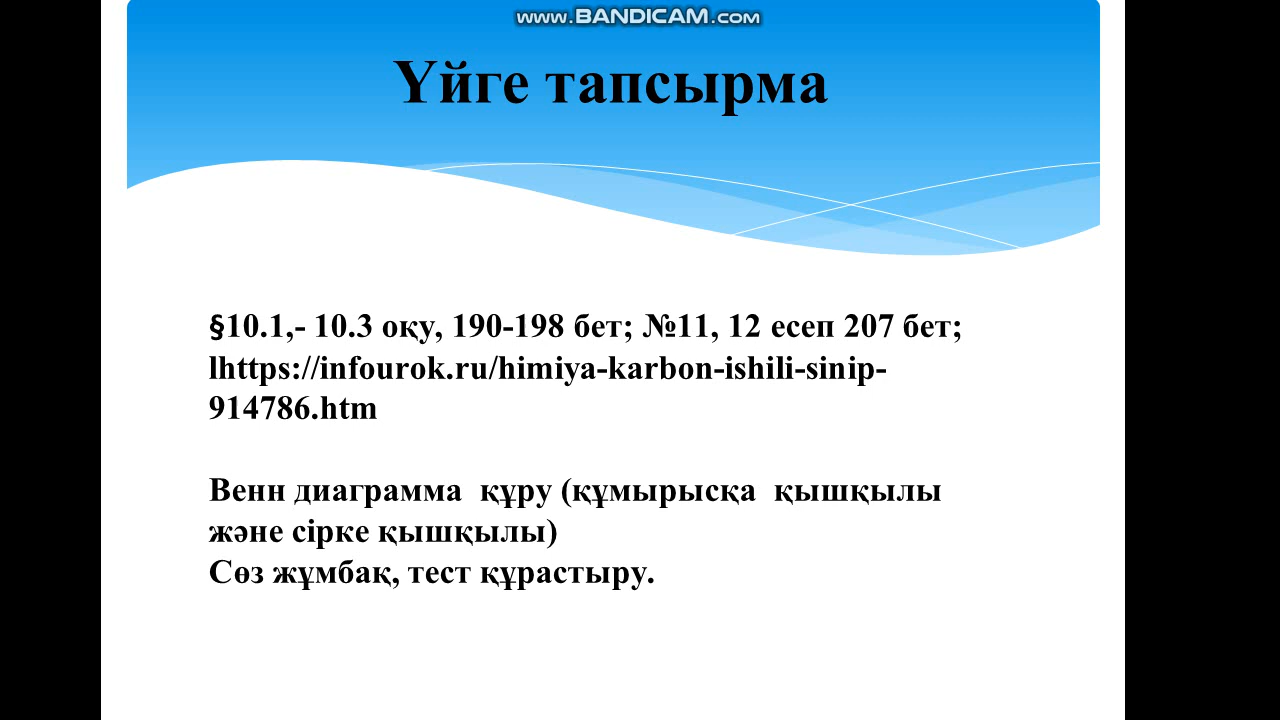 www.BANDICAM.com
Үйге тапсырма
§10.1,- 10.3 оқу, 190-198 бет; №11, 12 есеп 207 бет;
lhttps://infourok.ru/himiya-karbon-ishili-sinip-
914786.htm
Венн диаграмма құру (құмырысқа қышқылы
және сірке қышқылы)
Сөз жұмбақ, тест құрастыру.